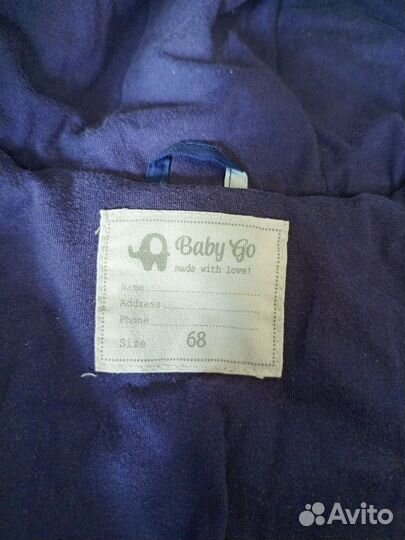 Baby Go
made with love!
Name
Address
Phone
Size 68
Avito